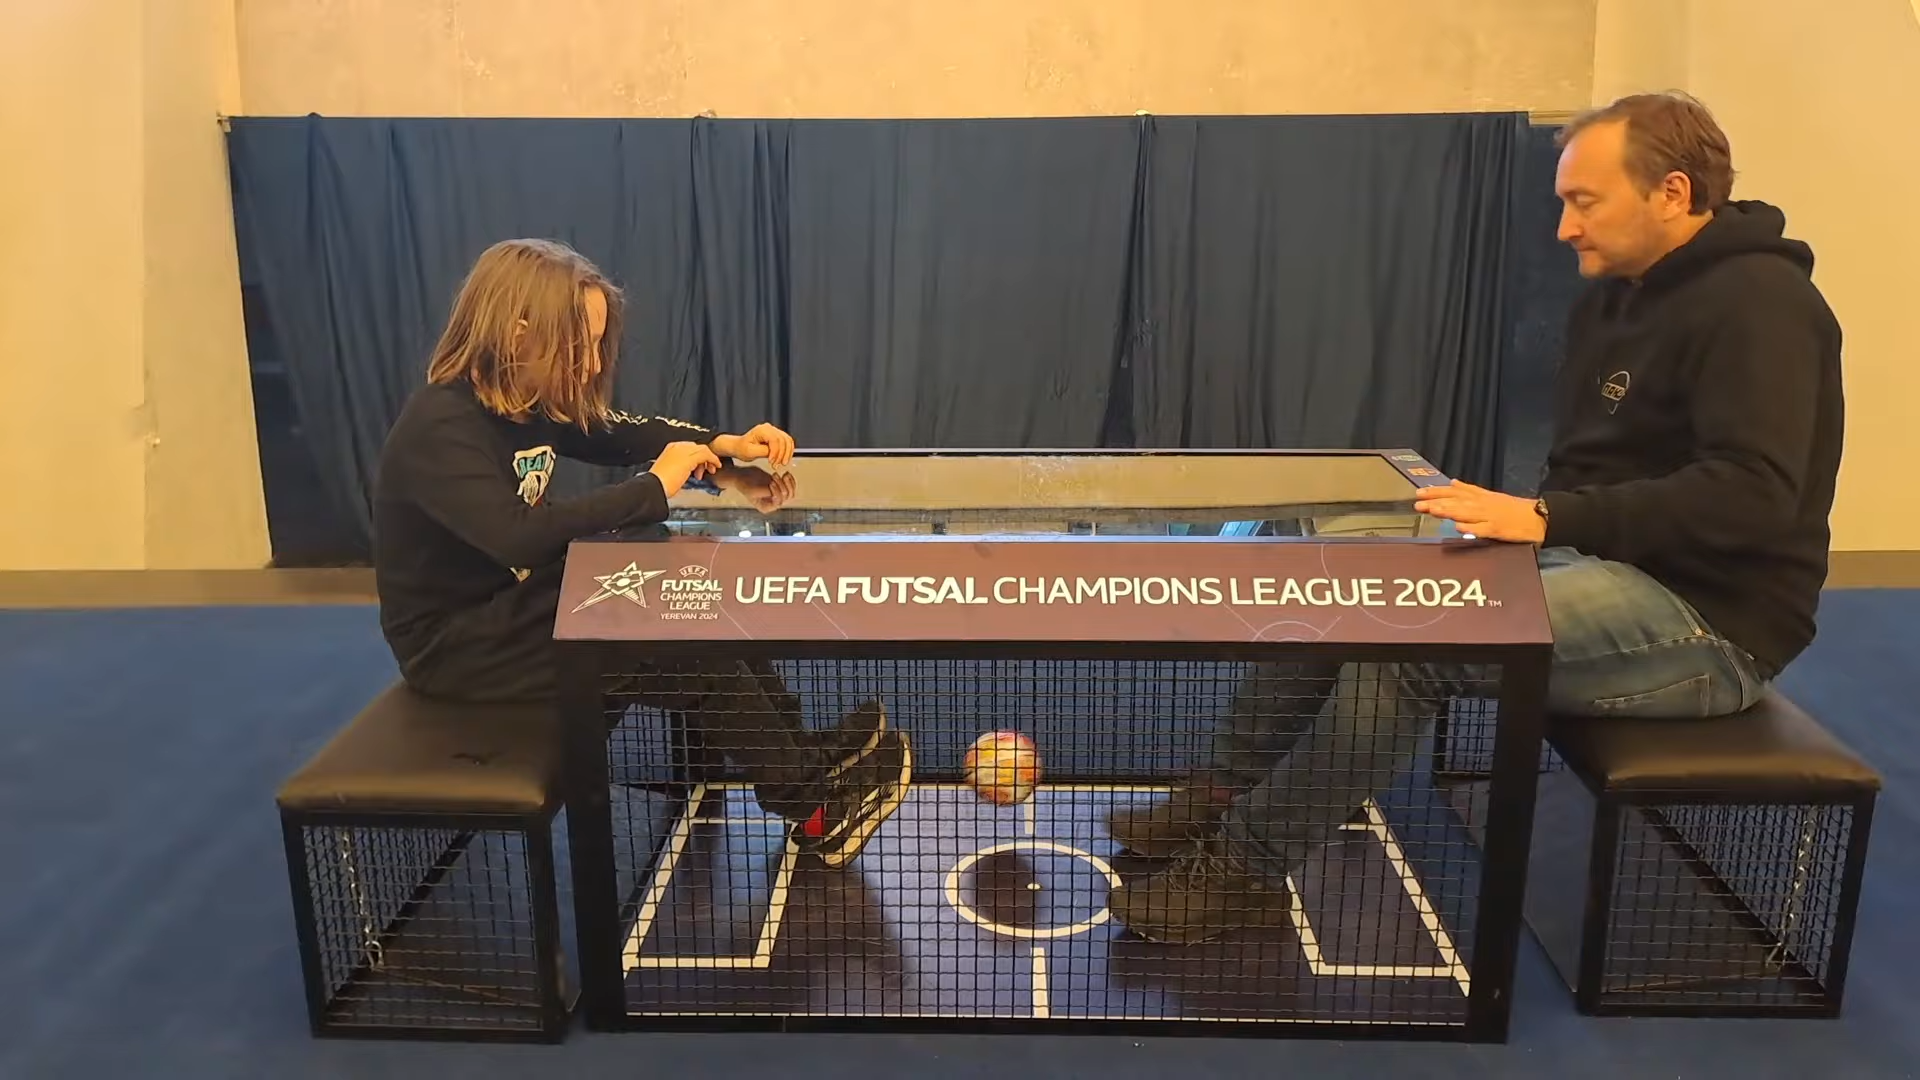 UEFA
FUTSAL
CHAMPIONS
LEAGUE
YEREVAN 2024
UEFA FUTSAL CHAMPIONS LEAGUE 2024™